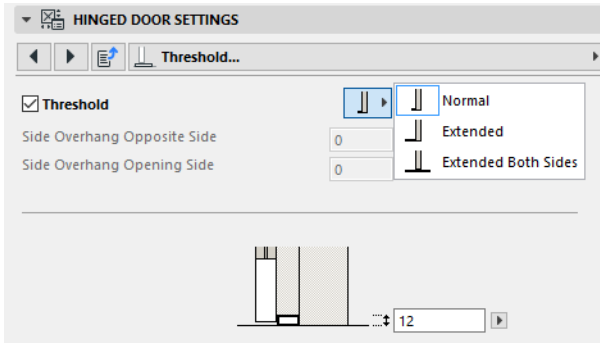 HINGED DOOR SETTINGS
Threshold...
Threshold
Normal
Side Overhang Opposite Side
0
Extended
Side Overhang Opening Side
0
Extended Both Sides
12